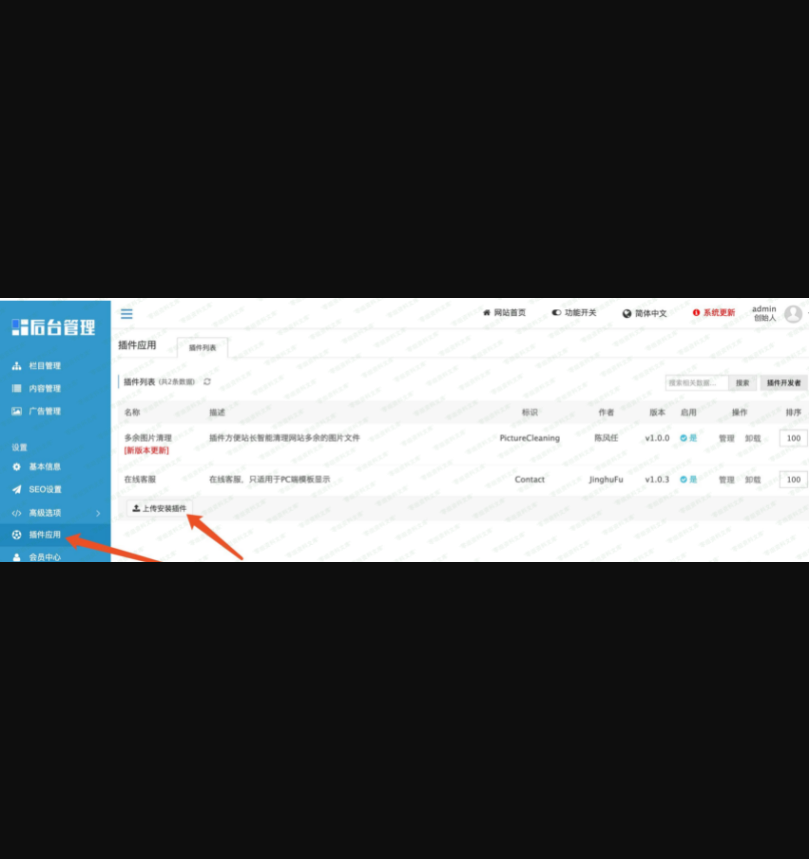 后台管理
网站首页 功能开关 简体中文 系统更新 admin 创始人
插件应用 插件列表
栏目管理
内容管理
广告管理
设置
基本信息
SEO设置
高级选项
插件应用
会员中心
插件列表 (共2条数据) 搜索相关数据... 搜索 插件开发者
名称 描述 标识 作者 版本 启用 操作 排序
多余图片清理 插件方便站长智能清理网站多余的图片文件 PictureCleaning v1.0.0 是 管理 卸载 100
[新版本更新]
在线客服 在线客服，只适用于PC端模板显示 Contact JinghuFu v1.0.3 是 管理 卸载 100
上传安装插件